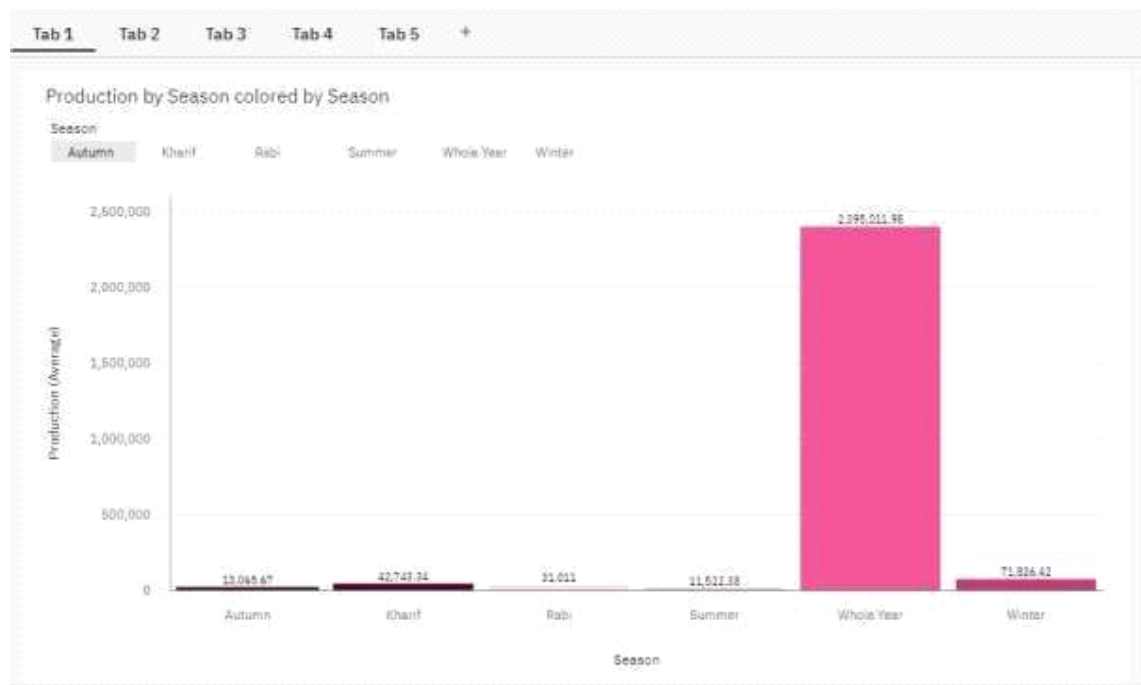 Tab 1 Tab 2 Tab 3 Tab 4 Tab 5 +
Production by Season colored by Season
Season
Autumn Kharif Rabi Summer Whole Year Winter
2,500,000
2,395,011.98
2,000,000
1,500,000
Production (Average)
1,000,000
500,000
13,065.67 42,743.34 31,011 11,522.38 71,826.42
0
Autumn Kharif Rabi Summer Whole Year Winter
Season